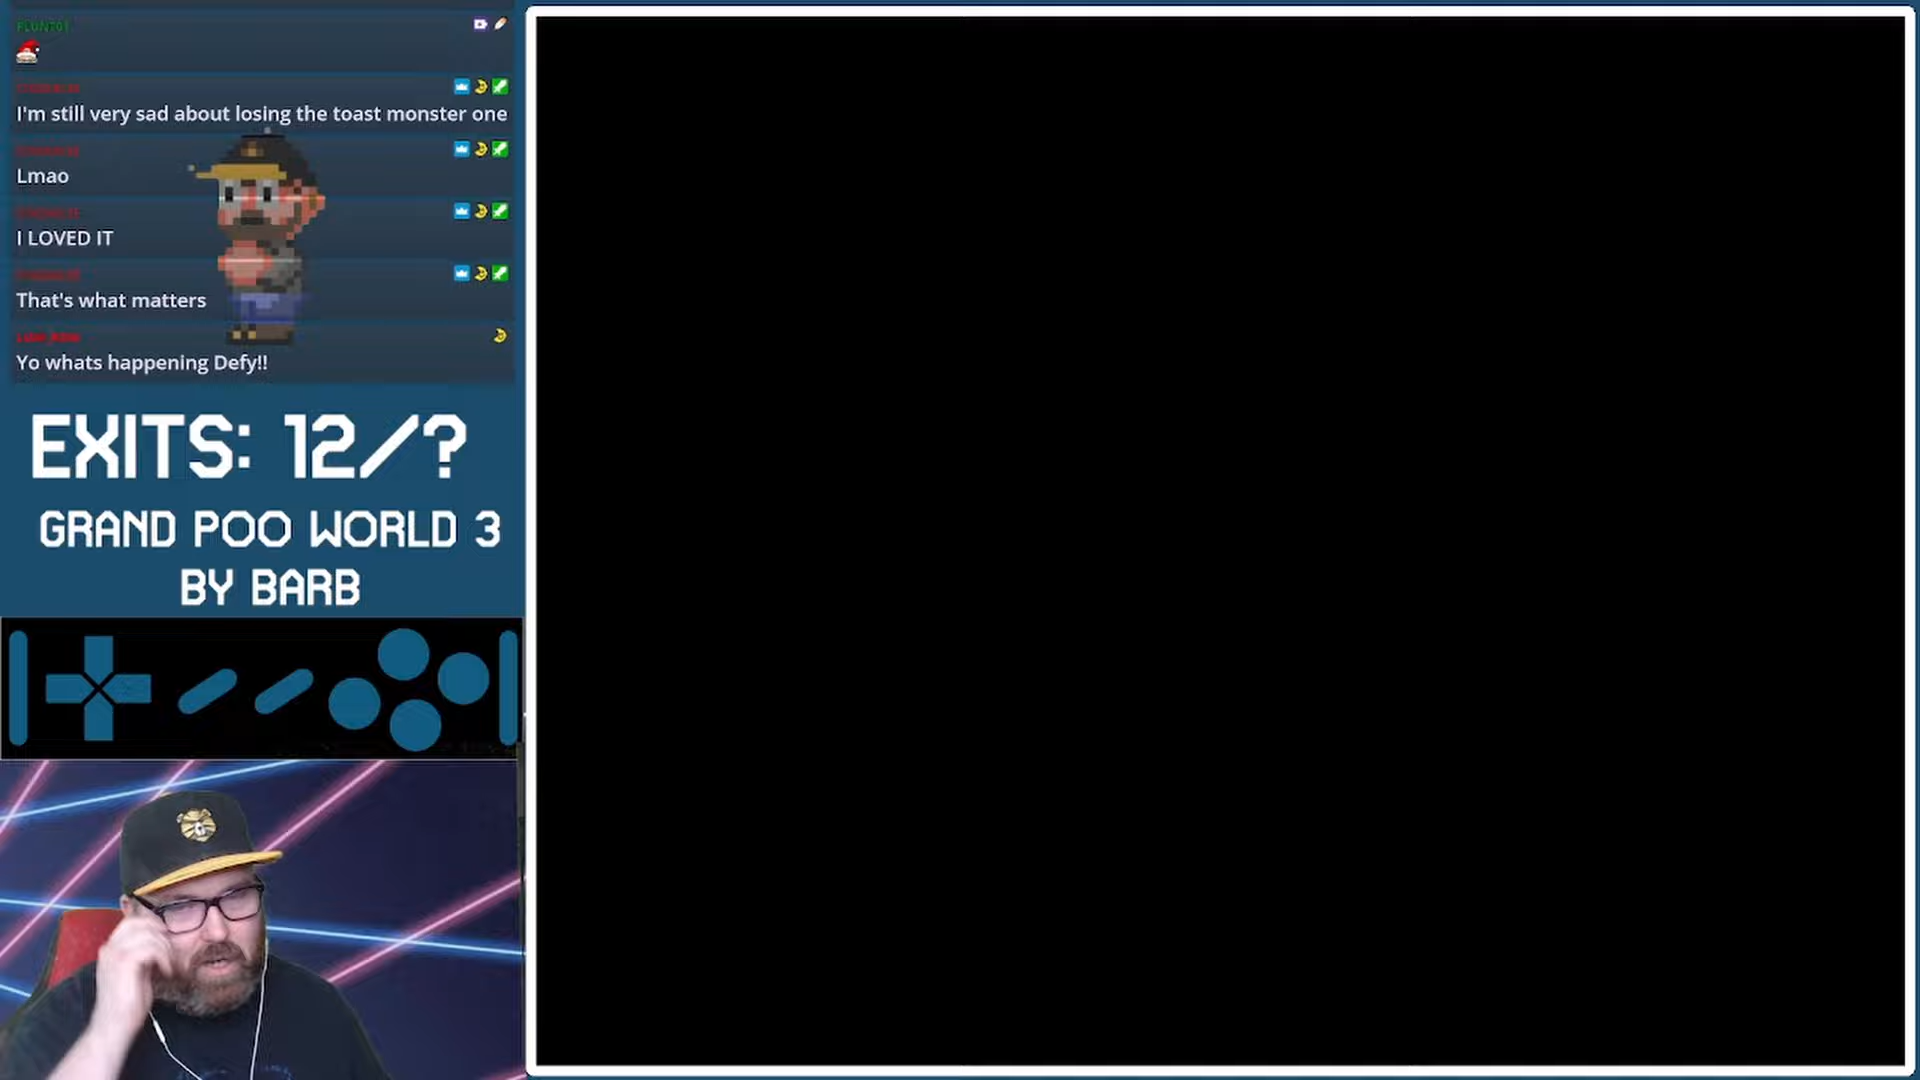 I'm still very sad about losing the toast monster one
Lmao
I LOVED IT
That's what matters
Yo whats happening Defy!!
EXITS: 12/?
GRAND POO WORLD 3
BY BARB